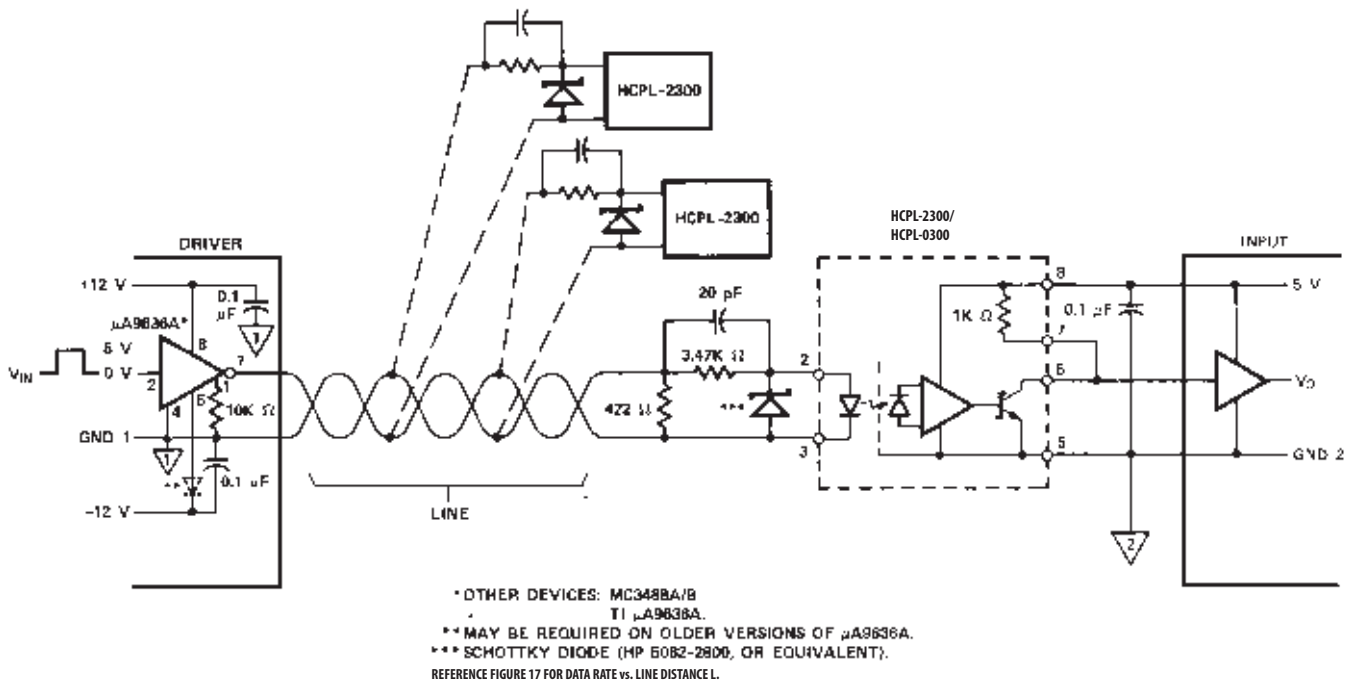 HCPL-2300
HCPL-2300
HCPL-2300/
HCPL-0300
DRIVER
INPUT
+12 V
0.1
µF
1
µA9636A*
8
5 V
0 V
VIN
2
7
1
4
5
10K Ω
GND 1
1
0.1 µF
**
-12 V
LINE
20 pF
3.47K Ω
422 Ω
***
2
3
8
1K Ω
7
6
5
0.1 µF
5 V
VO
GND 2
2
* OTHER DEVICES: MC3488A/B
TI µA9636A.
** MAY BE REQUIRED ON OLDER VERSIONS OF µA9636A.
*** SCHOTTKY DIODE (HP 5082-2800, OR EQUIVALENT).
REFERENCE FIGURE 17 FOR DATA RATE vs. LINE DISTANCE L.